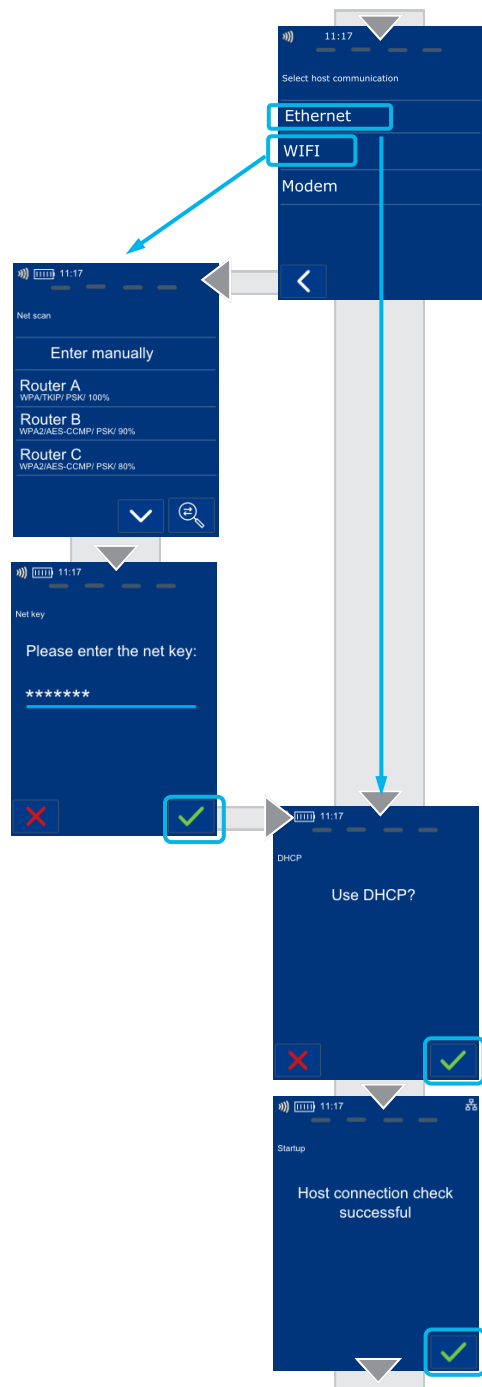 11:17
Select host communication
Ethernet
WIFI
Modem
11:17
Net scan
Enter manually
Router A
WPA/TKIP/ PSK/ 100%
Router B
WPA2/AES-CCMP/ PSK/ 90%
Router C
WPA2/AES-CCMP/ PSK/ 80%
11:17
Net key
Please enter the net key:
*******
11:17
DHCP
Use DHCP?
11:17
Startup
Host connection check
successful